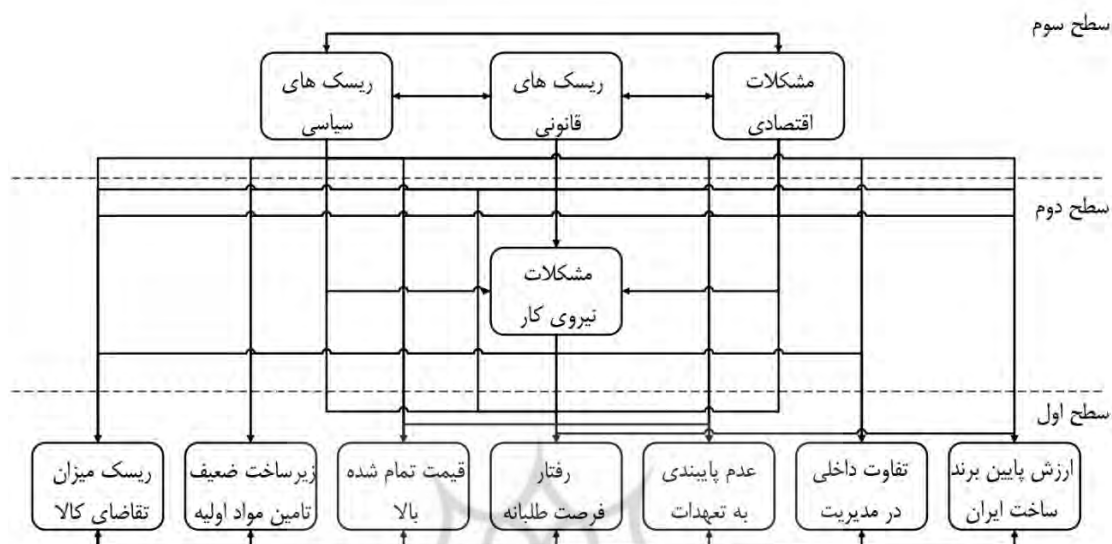 سطح سوم
مشکلات
اقتصادی
ریسک های
قانونی
ریسک های
سیاسی
سطح دوم
مشکلات
نیروی کار
سطح اول
ارزش پایین برند
ساخت ایران
تفاوت داخلی
در مدیریت
عدم پایبندی
به تعهدات
رفتار
فرصت طلبانه
قیمت تمام شده
بالا
زیرساخت ضعیف
تامین مواد اولیه
ریسک میزان
تقاضای کالا